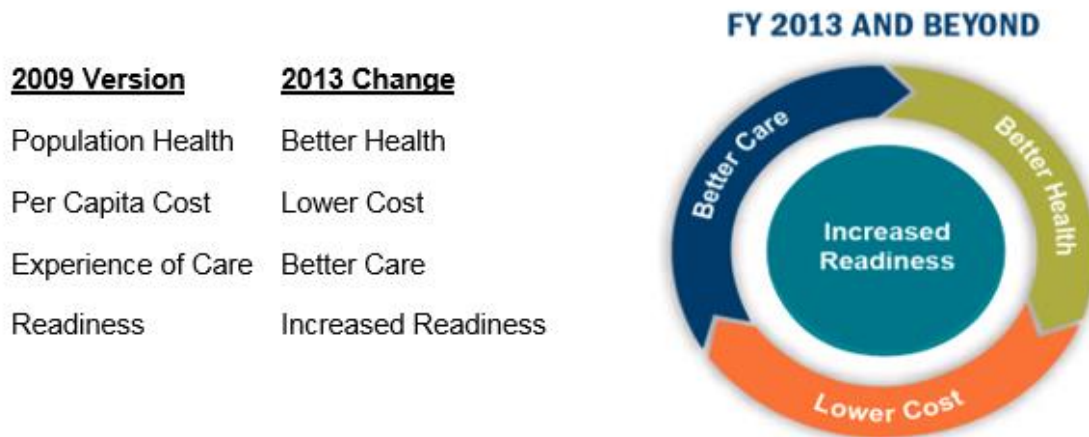 FY 2013 AND BEYOND
2009 Version 2013 Change
Population Health Better Health
Per Capita Cost Lower Cost
Experience of Care Better Care
Readiness Increased Readiness
Better Care
Better Health
Increased
Readiness
Lower Cost